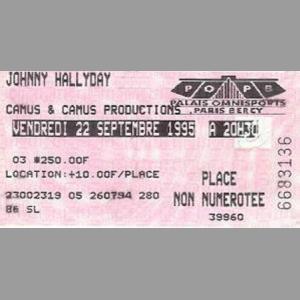 JOHNNY HALLYDAY
POPB
PALAIS OMNISPORTS
PARIS BERCY
CAMUS & CAMUS PRODUCTIONS
VENDREDI 22 SEPTEMBRE 1995 A 20H30
03 *250.00F
LOCATION:+10.00F/PLACE
PLACE
NON NUMEROTEE
23002319 05 260794 280
86 SL
39960
6683136